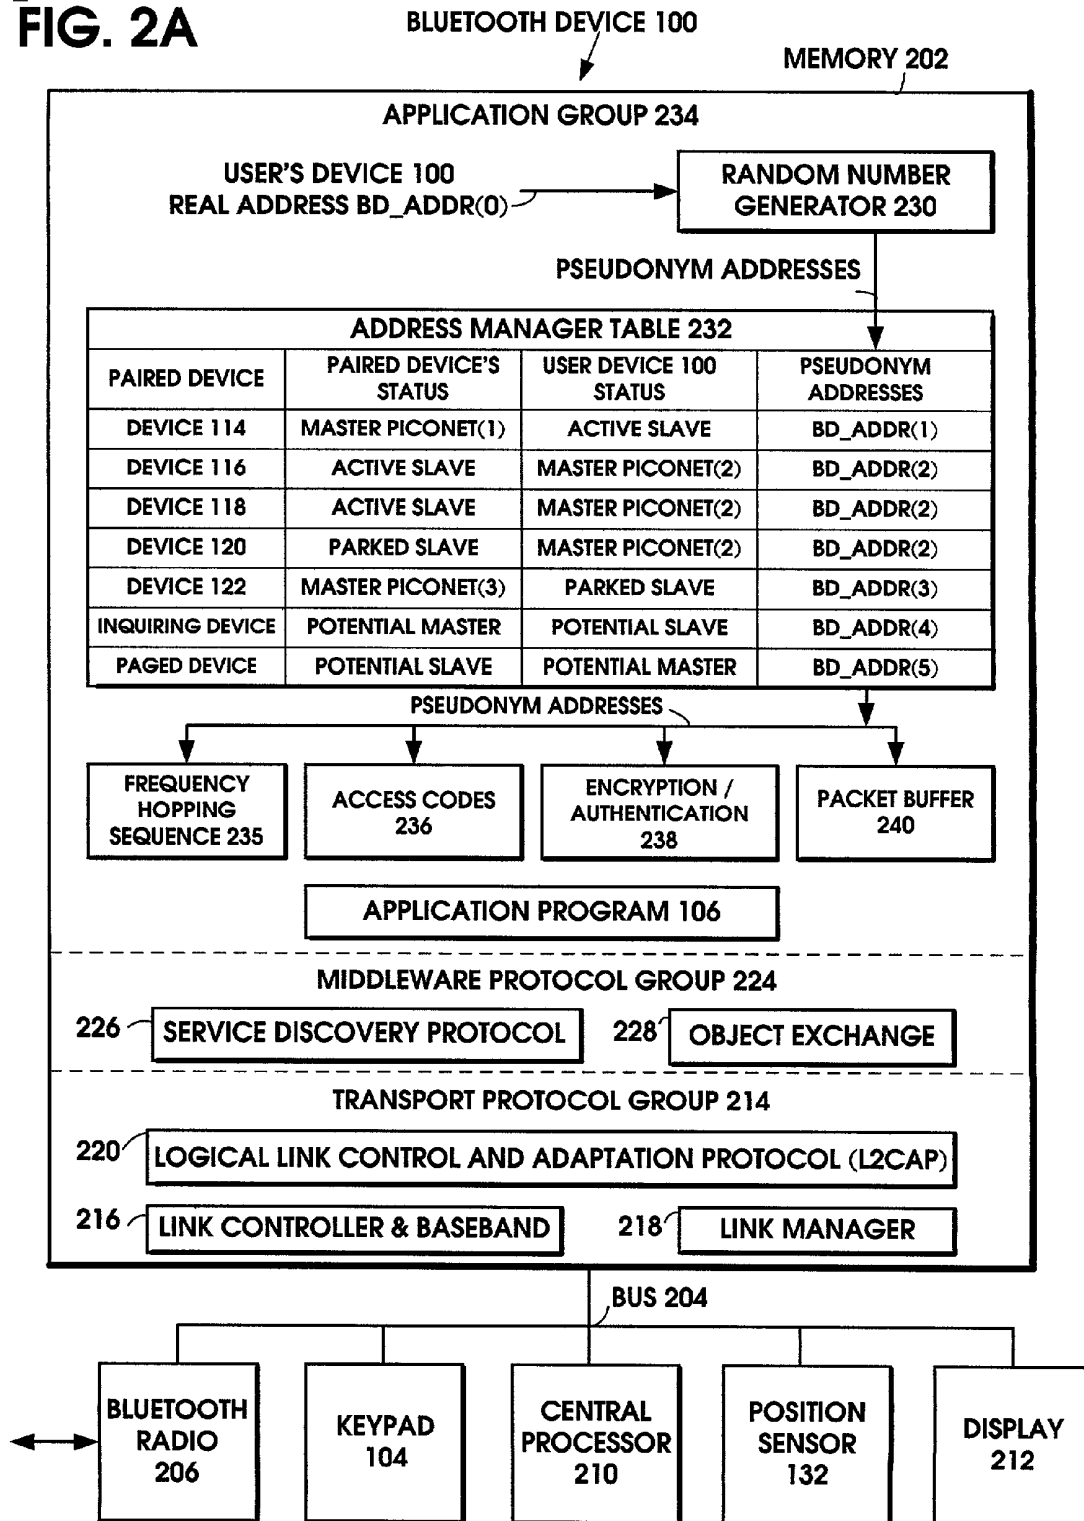 FIG. 2A
BLUETOOTH DEVICE 100
MEMORY 202
APPLICATION GROUP 234
USER'S DEVICE 100
REAL ADDRESS BD_ADDR(0)
RANDOM NUMBER
GENERATOR 230
PSEUDONYM ADDRESSES
ADDRESS MANAGER TABLE 232
PAIRED DEVICE
PAIRED DEVICE'S
STATUS
USER DEVICE 100
STATUS
PSEUDONYM
ADDRESSES
DEVICE 114 MASTER PICONET(1) ACTIVE SLAVE BD_ADDR(1)
DEVICE 116 ACTIVE SLAVE MASTER PICONET(2) BD_ADDR(2)
DEVICE 118 ACTIVE SLAVE MASTER PICONET(2) BD_ADDR(2)
DEVICE 120 PARKED SLAVE MASTER PICONET(2) BD_ADDR(2)
DEVICE 122 MASTER PICONET(3) PARKED SLAVE BD_ADDR(3)
INQUIRING DEVICE POTENTIAL MASTER POTENTIAL SLAVE BD_ADDR(4)
PAGED DEVICE POTENTIAL SLAVE POTENTIAL MASTER BD_ADDR(5)
PSEUDONYM ADDRESSES
FREQUENCY
HOPPING
SEQUENCE 235
ACCESS CODES
236
ENCRYPTION /
AUTHENTICATION
238
PACKET BUFFER
240
APPLICATION PROGRAM 106
MIDDLEWARE PROTOCOL GROUP 224
226 SERVICE DISCOVERY PROTOCOL
228 OBJECT EXCHANGE
TRANSPORT PROTOCOL GROUP 214
220 LOGICAL LINK CONTROL AND ADAPTATION PROTOCOL (L2CAP)
216 LINK CONTROLLER & BASEBAND
218 LINK MANAGER
BUS 204
BLUETOOTH
RADIO
206
KEYPAD
104
CENTRAL
PROCESSOR
210
POSITION
SENSOR
132
DISPLAY
212